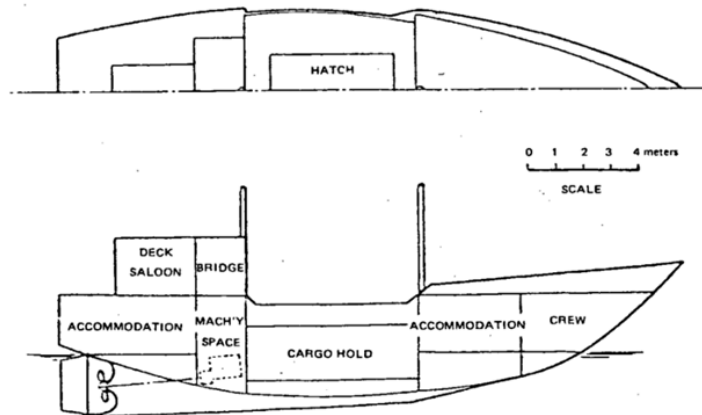 HATCH
0 1 2 3 4 meters
SCALE
DECK
SALOON
BRIDGE
ACCOMMODATION
MACH'Y
SPACE
CARGO HOLD
ACCOMMODATION
CREW